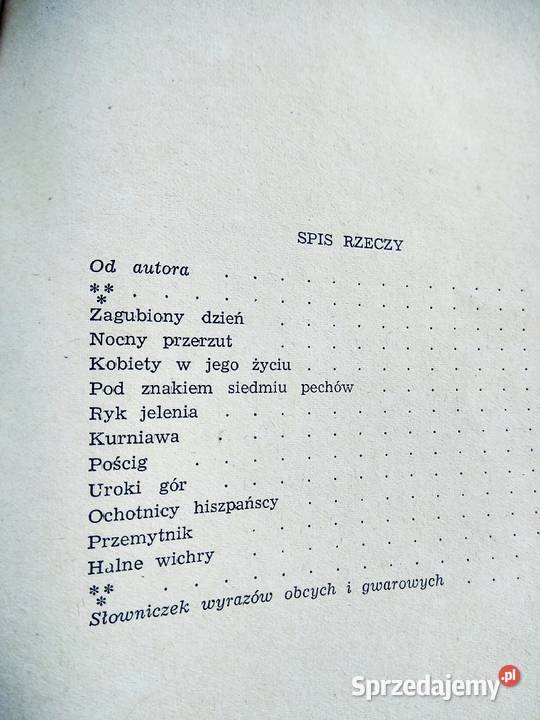 SPIS RZECZY
Od autora . . . . . . . . . . .
*** . . . . . . . . . . . . .
Zagubiony dzień . . . . . . . . .
Nocny przerzut . . . . . . . . .
Kobiety w jego życiu . . . . . . . .
Pod znakiem siedmiu pechów . . . . . .
Ryk jelenia . . . . . . . . . . .
Kurniawa . . . . . . . . . . .
Pościg . . . . . . . . . . . .
Uroki gór . . . . . . . . . . .
Ochotnicy hiszpańscy . . . . . . . .
Przemytnik . . . . . . . . . . .
Halne wichry . . . . . . . . . .
*** . . . . . . . . . . . . .
Słowniczek wyrazów obcych i gwarowych . . .
Sprzedajemy.pl